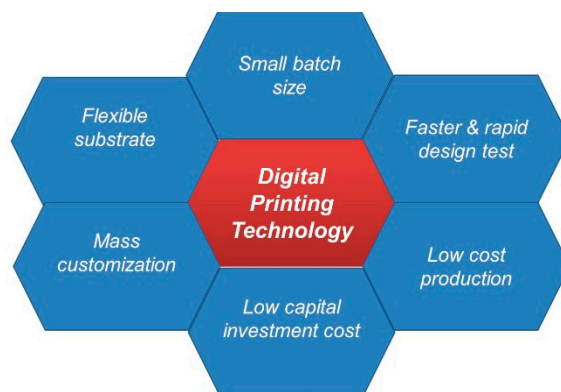 Small batch
size
Flexible
substrate
Faster & rapid
design test
Digital
Printing
Technology
Mass
customization
Low cost
production
Low capital
investment cost